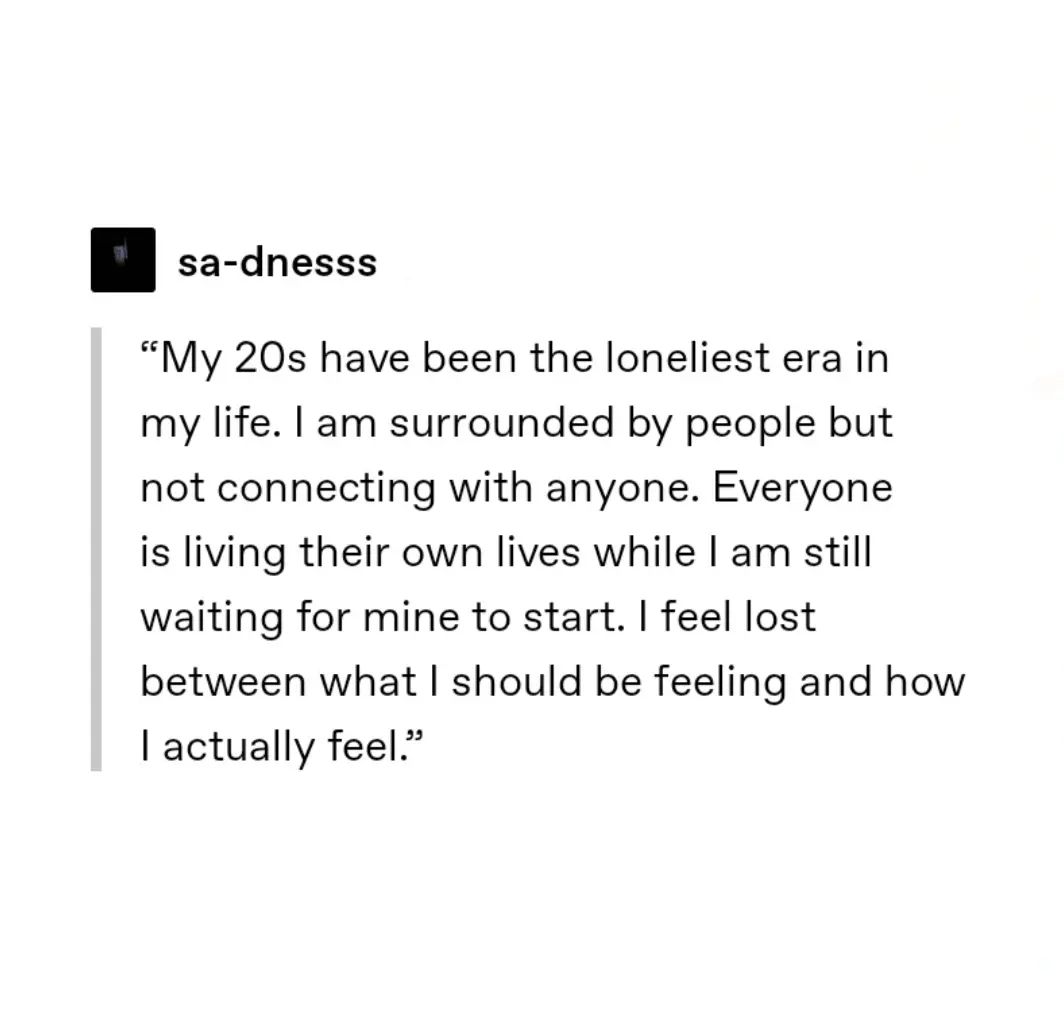 sa-dnesss
“My 20s have been the loneliest era in
my life. I am surrounded by people but
not connecting with anyone. Everyone
is living their own lives while I am still
waiting for mine to start. I feel lost
between what I should be feeling and how
I actually feel.”